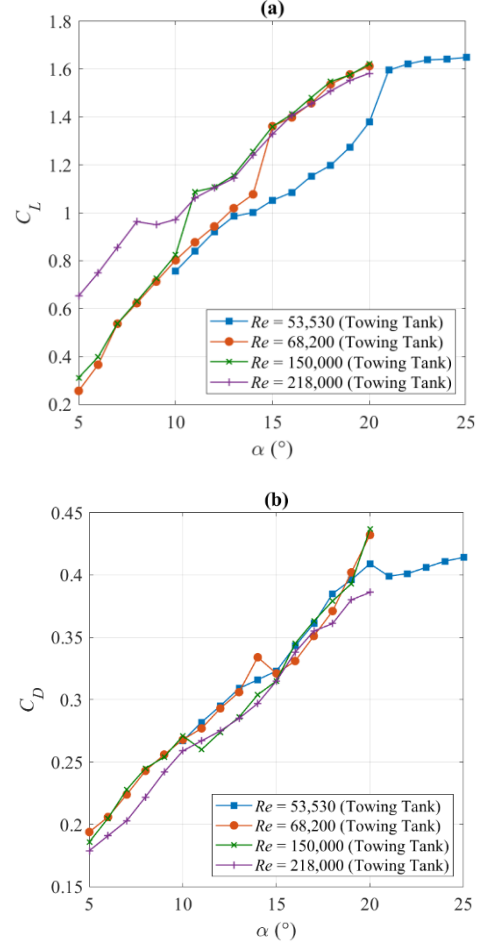 (a)
1.8
1.6
1.4
1.2
1
0.8
0.6
0.4
0.2
C_L
Re = 53,530 (Towing Tank)
Re = 68,200 (Towing Tank)
Re = 150,000 (Towing Tank)
Re = 218,000 (Towing Tank)
5 10 15 20 25
α (°)
(b)
0.45
0.4
0.35
0.3
0.25
0.2
0.15
C_D
Re = 53,530 (Towing Tank)
Re = 68,200 (Towing Tank)
Re = 150,000 (Towing Tank)
Re = 218,000 (Towing Tank)
5 10 15 20 25
α (°)